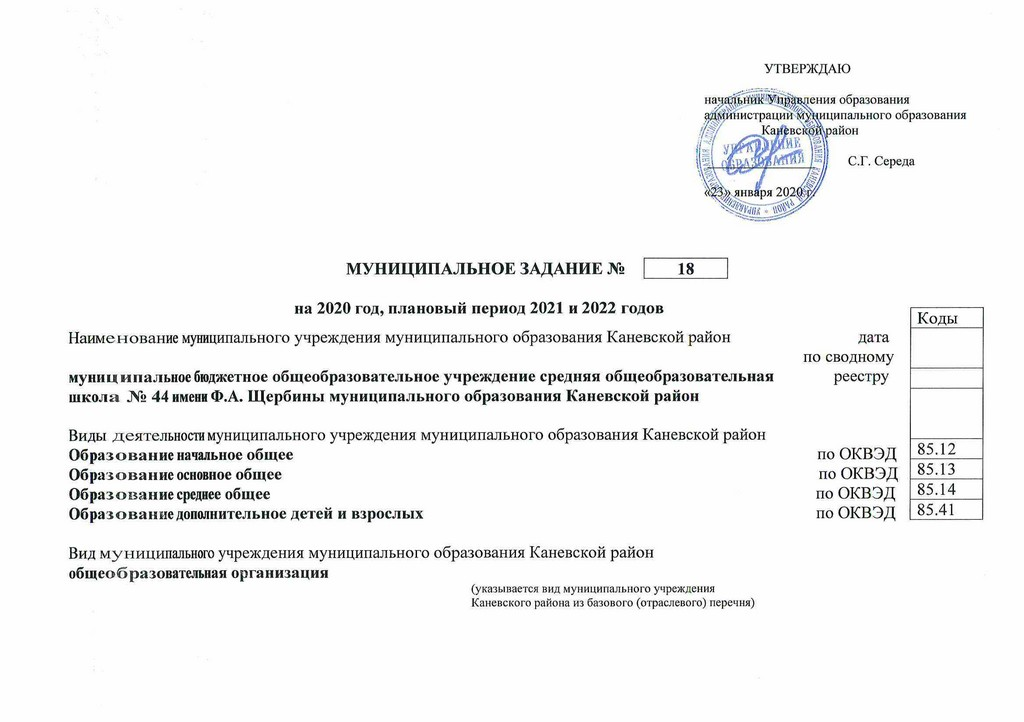 УТВЕРЖДАЮ
начальник Управления образования
администрации муниципального образования
Каневской район
УПРАВЛЕНИЕ
ОБРАЗОВАНИЯ
С.Г. Середа
«23» января 2020 г.
МУНИЦИПАЛЬНОЕ ЗАДАНИЕ № 18
на 2020 год, плановый период 2021 и 2022 годов
Коды
Наименование муниципального учреждения муниципального образования Каневской район дата
по сводному
муниципальное бюджетное общеобразовательное учреждение средняя общеобразовательная реестру
школа № 44 имени Ф.А. Щербины муниципального образования Каневской район
Виды деятельности муниципального учреждения муниципального образования Каневской район
Образование начальное общее по ОКВЭД 85.12
Образование основное общее по ОКВЭД 85.13
Образование среднее общее по ОКВЭД 85.14
Образование дополнительное детей и взрослых по ОКВЭД 85.41
Вид муниципального учреждения муниципального образования Каневской район
общеобразовательная организация
(указывается вид муниципального учреждения
Каневского района из базового (отраслевого) перечня)